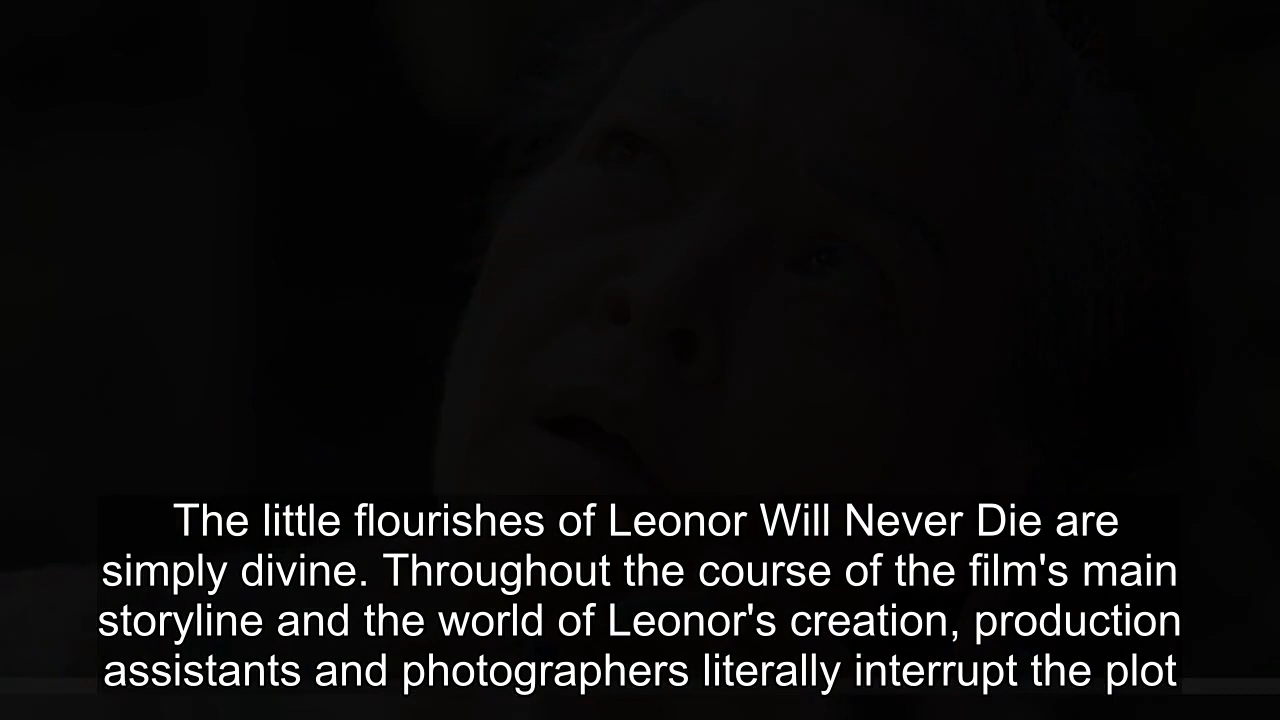 The little flourishes of Leonor Will Never Die are
simply divine. Throughout the course of the film's main
storyline and the world of Leonor's creation, production
assistants and photographers literally interrupt the plot